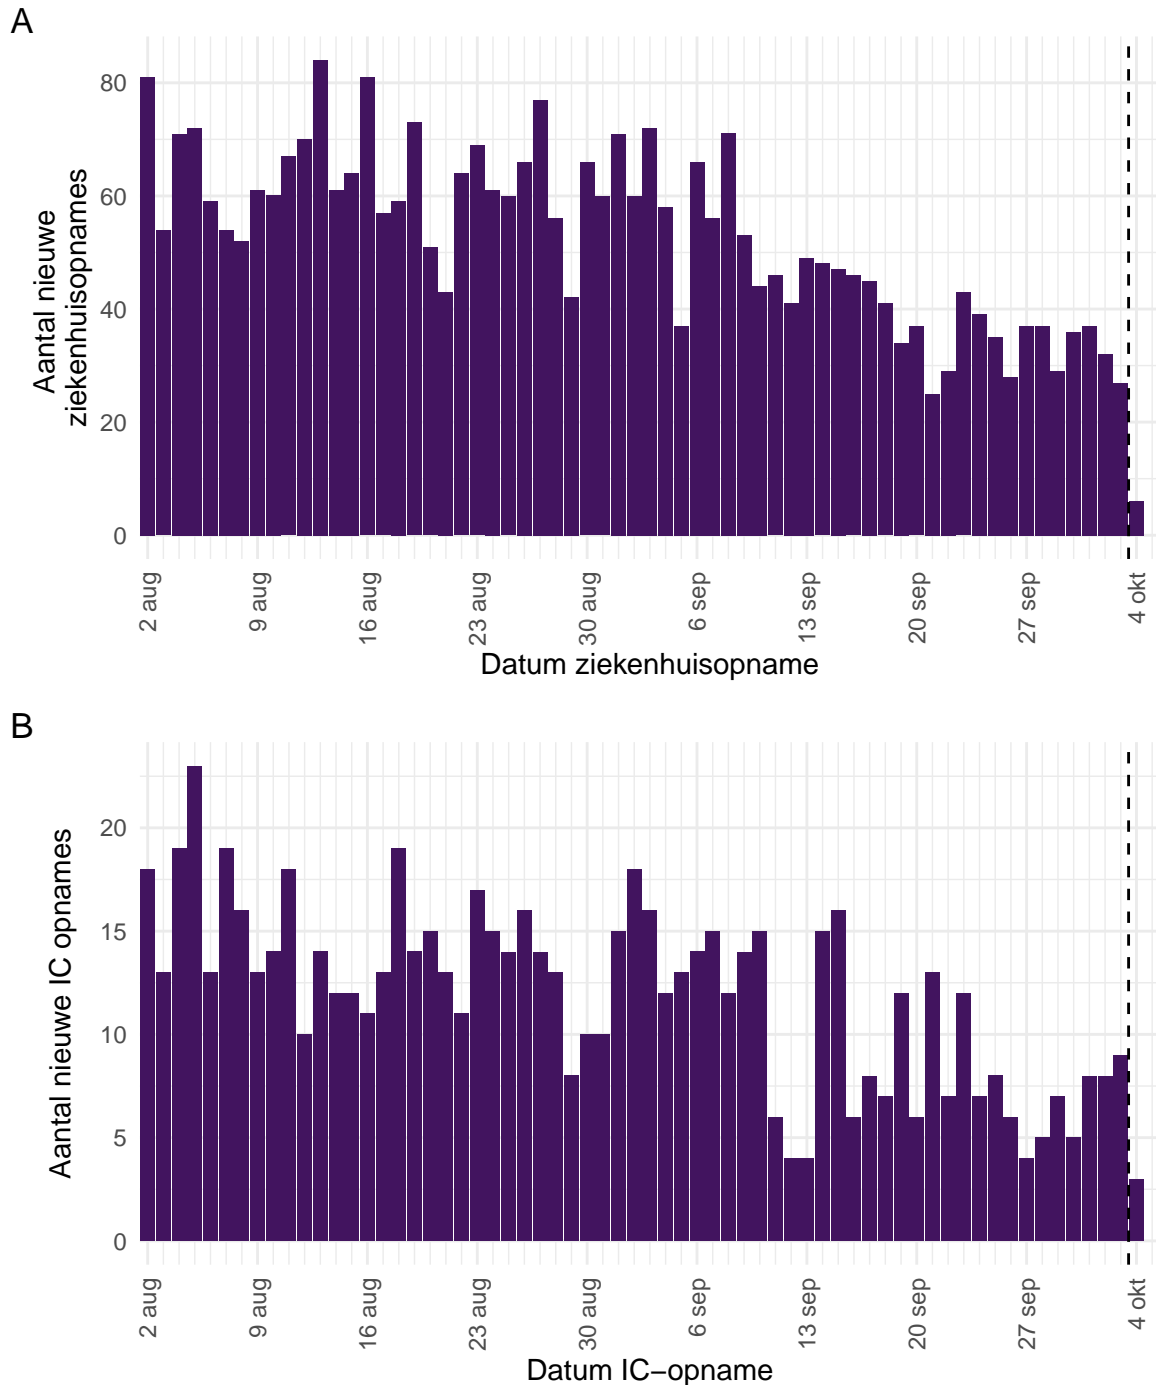 A
80
60
40
20
0
Aantal nieuwe
ziekenhuisopnames
2 aug
9 aug
16 aug
23 aug
30 aug
6 sep
13 sep
20 sep
27 sep
4 okt
Datum ziekenhuisopname
B
20
15
10
5
0
Aantal nieuwe IC opnames
2 aug
9 aug
16 aug
23 aug
30 aug
6 sep
13 sep
20 sep
27 sep
4 okt
Datum IC−opname